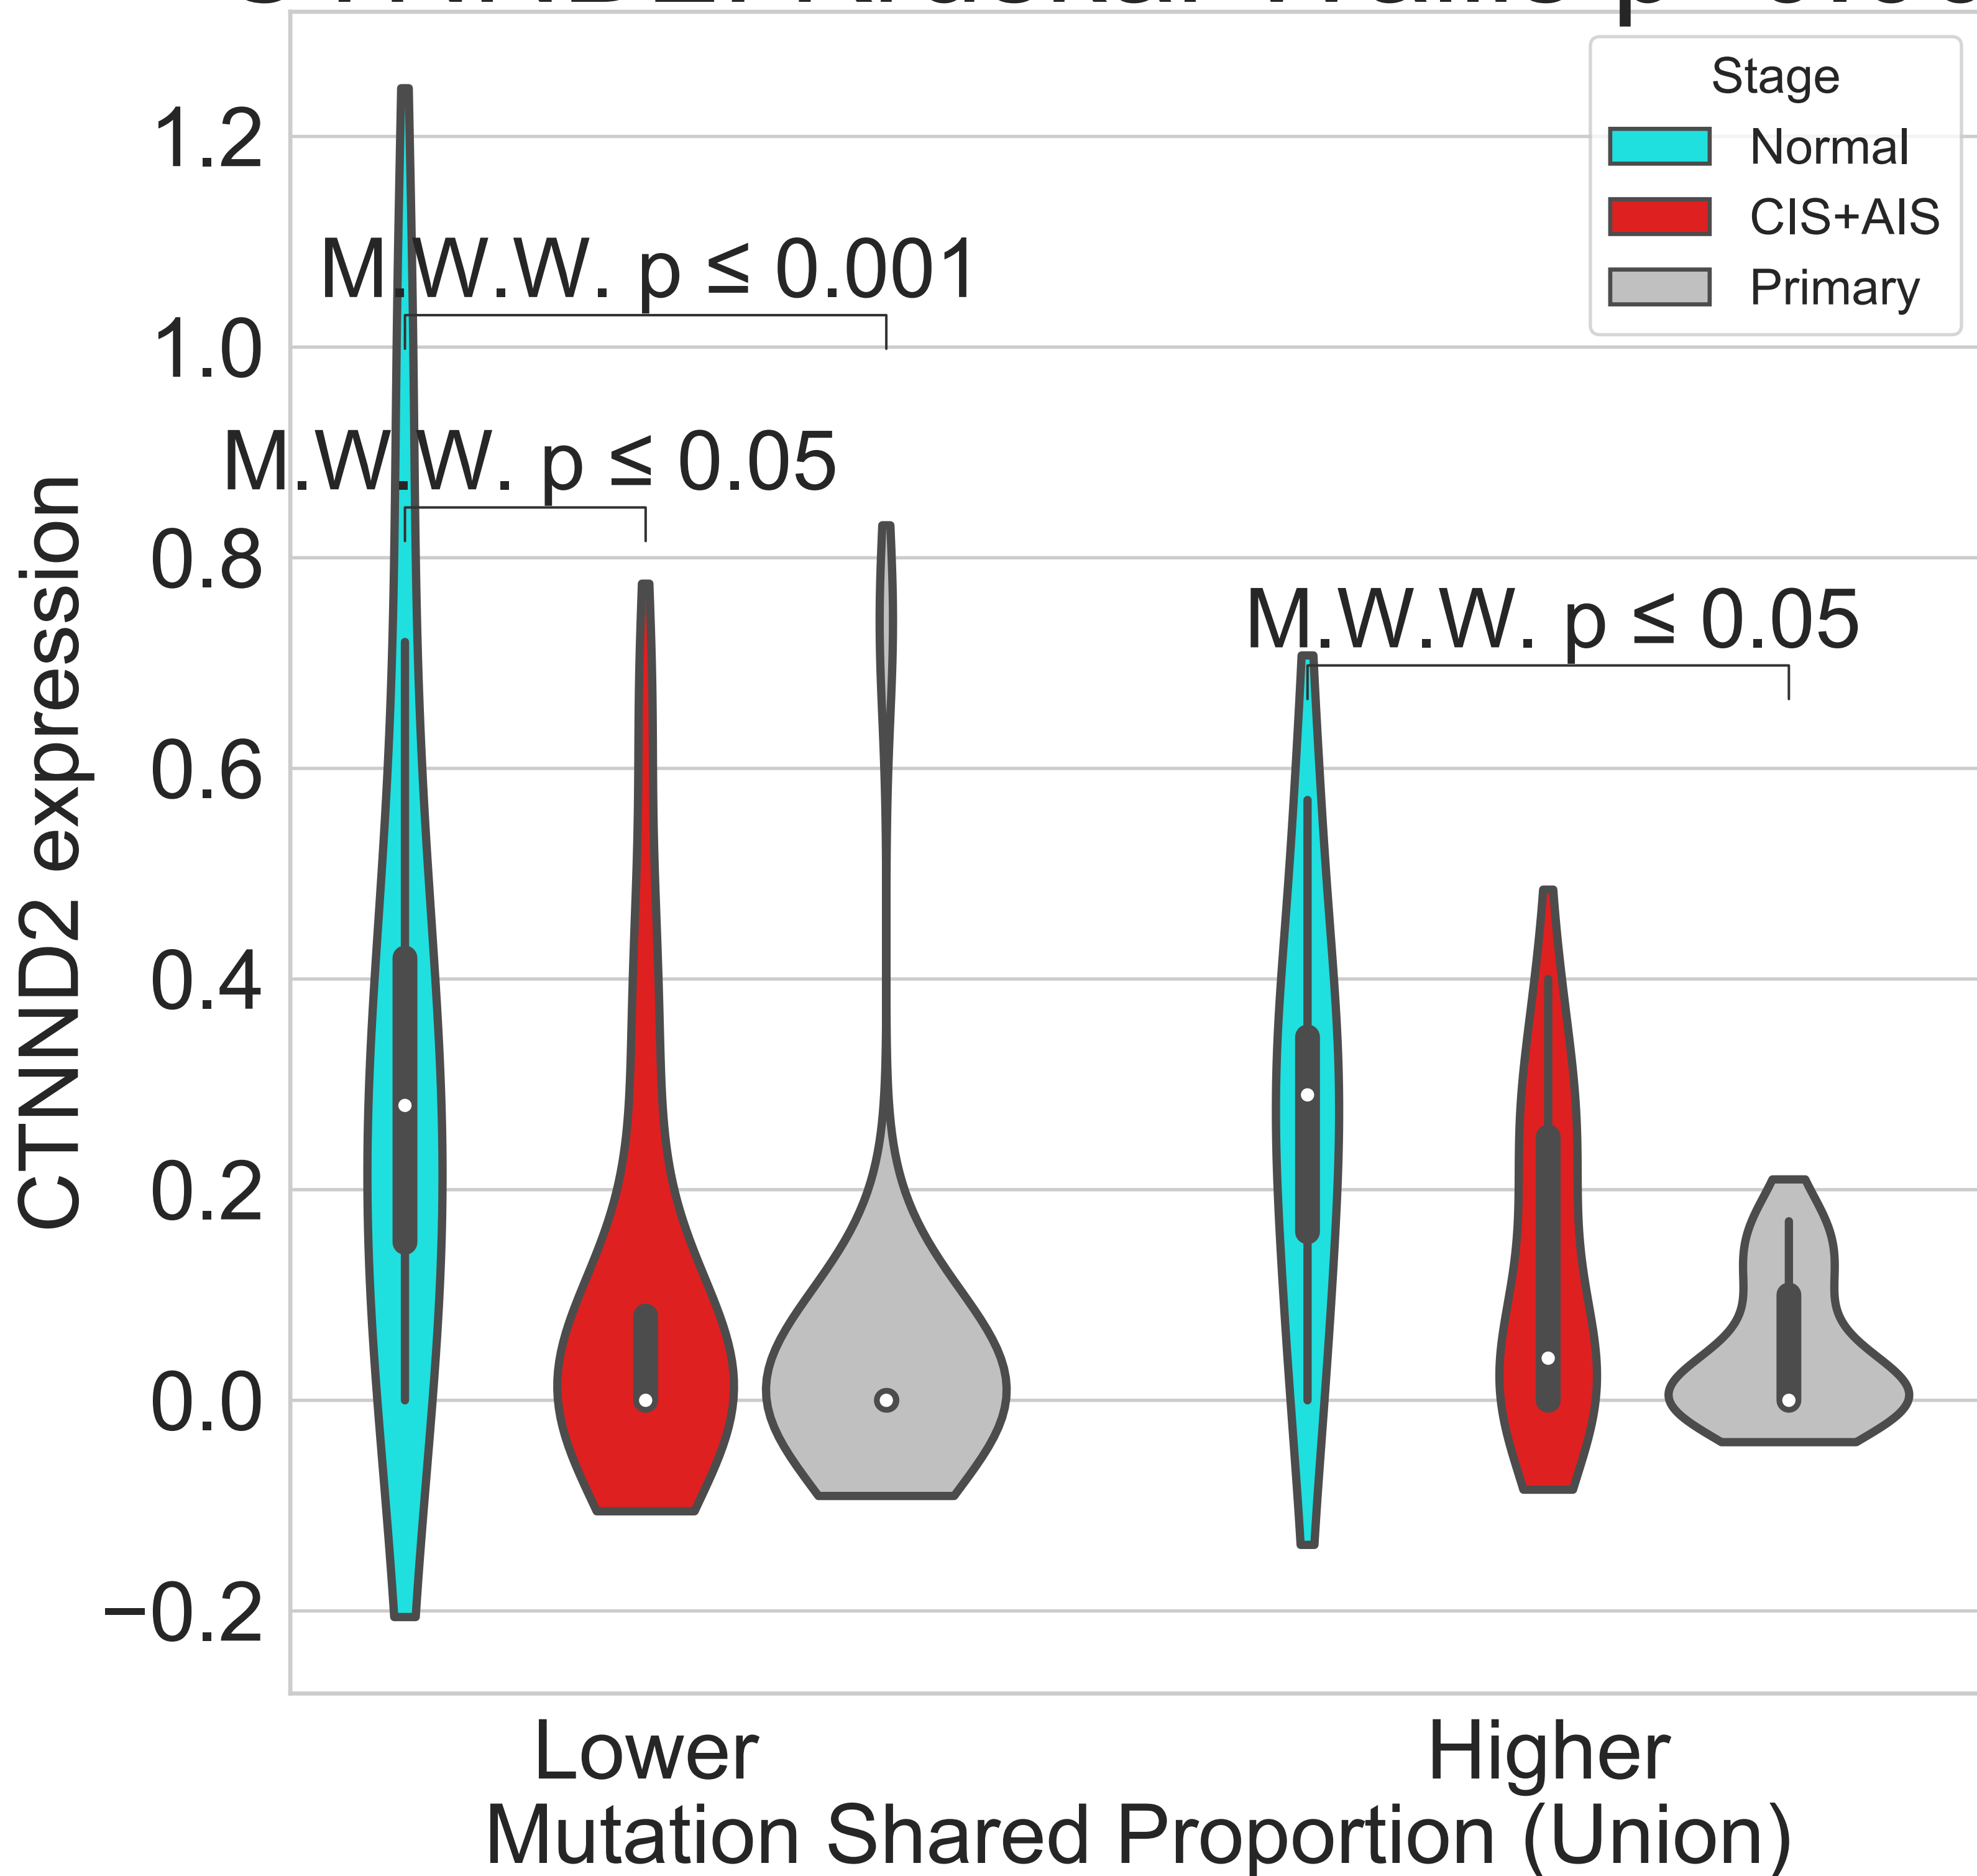 Stage
Normal
CIS+AIS
Primary
1.2
1.0
0.8
0.6
0.4
0.2
0.0
−0.2
M.W.W. p ≤ 0.001
M.W.W. p ≤ 0.05
M.W.W. p ≤ 0.05
CTNND2 expression
Lower
Higher
Mutation Shared Proportion (Union)